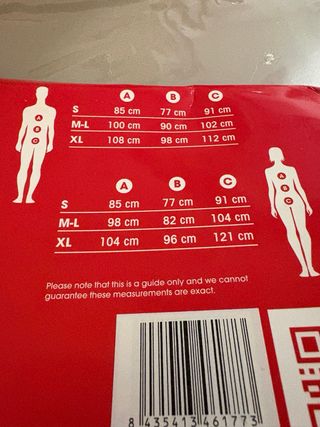 A B C
S 85 cm 77 cm 91 cm
M-L 100 cm 90 cm 102 cm
XL 108 cm 98 cm 112 cm
A
B
C
A B C
S 85 cm 77 cm 91 cm
M-L 98 cm 82 cm 104 cm
XL 104 cm 96 cm 121 cm
A
B
C
Please note that this is a guide only and we cannot
guarantee these measurements are exact.
8 435413 461773